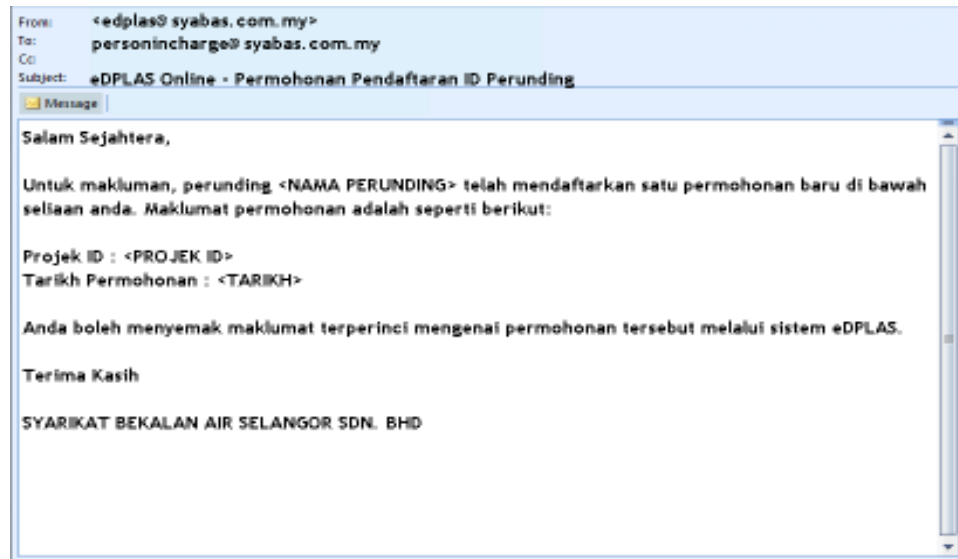 From: <edplas@ syabas.com.my>
To: personincharge@ syabas.com.my
Cc:
Subject: eDPLAS Online - Permohonan Pendaftaran ID Perunding
Message
Salam Sejahtera,
Untuk makluman, perunding <NAMA PERUNDING> telah mendaftarkan satu permohonan baru di bawah
seliaan anda. Maklumat permohonan adalah seperti berikut:
Projek ID : <PROJEK ID>
Tarikh Permohonan : <TARIKH>
Anda boleh menyemak maklumat terperinci mengenai permohonan tersebut melalui sistem eDPLAS.
Terima Kasih
SYARIKAT BEKALAN AIR SELANGOR SDN. BHD